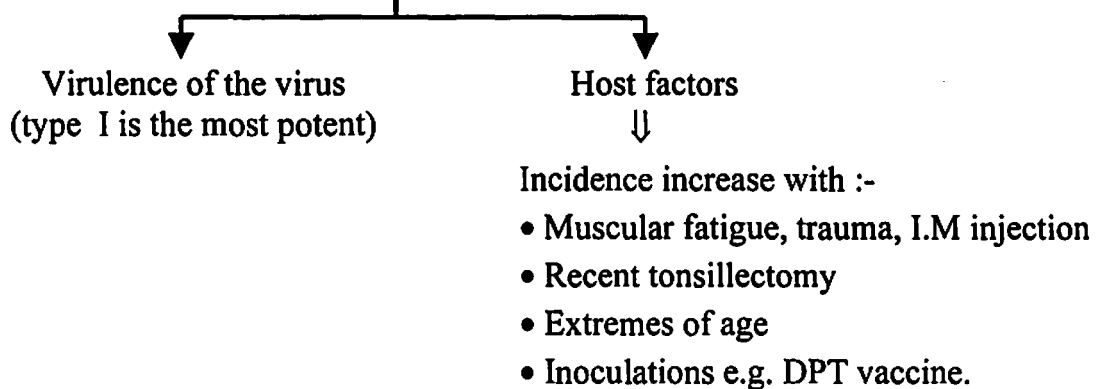 Virulence of the virus
(type I is the most potent)
Host factors
⇓
Incidence increase with :-
• Muscular fatigue, trauma, I.M injection
• Recent tonsillectomy
• Extremes of age
• Inoculations e.g. DPT vaccine.